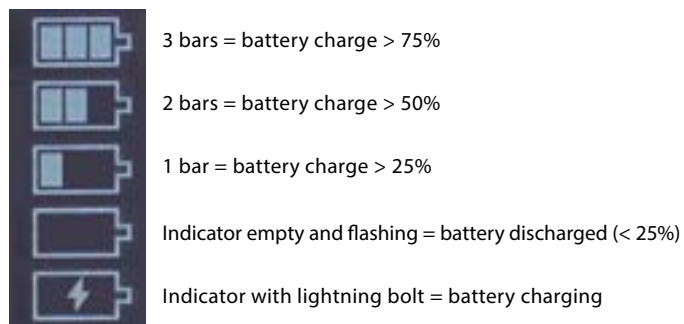 3 bars = battery charge > 75%
2 bars = battery charge > 50%
1 bar = battery charge > 25%
Indicator empty and flashing = battery discharged (< 25%)
Indicator with lightning bolt = battery charging